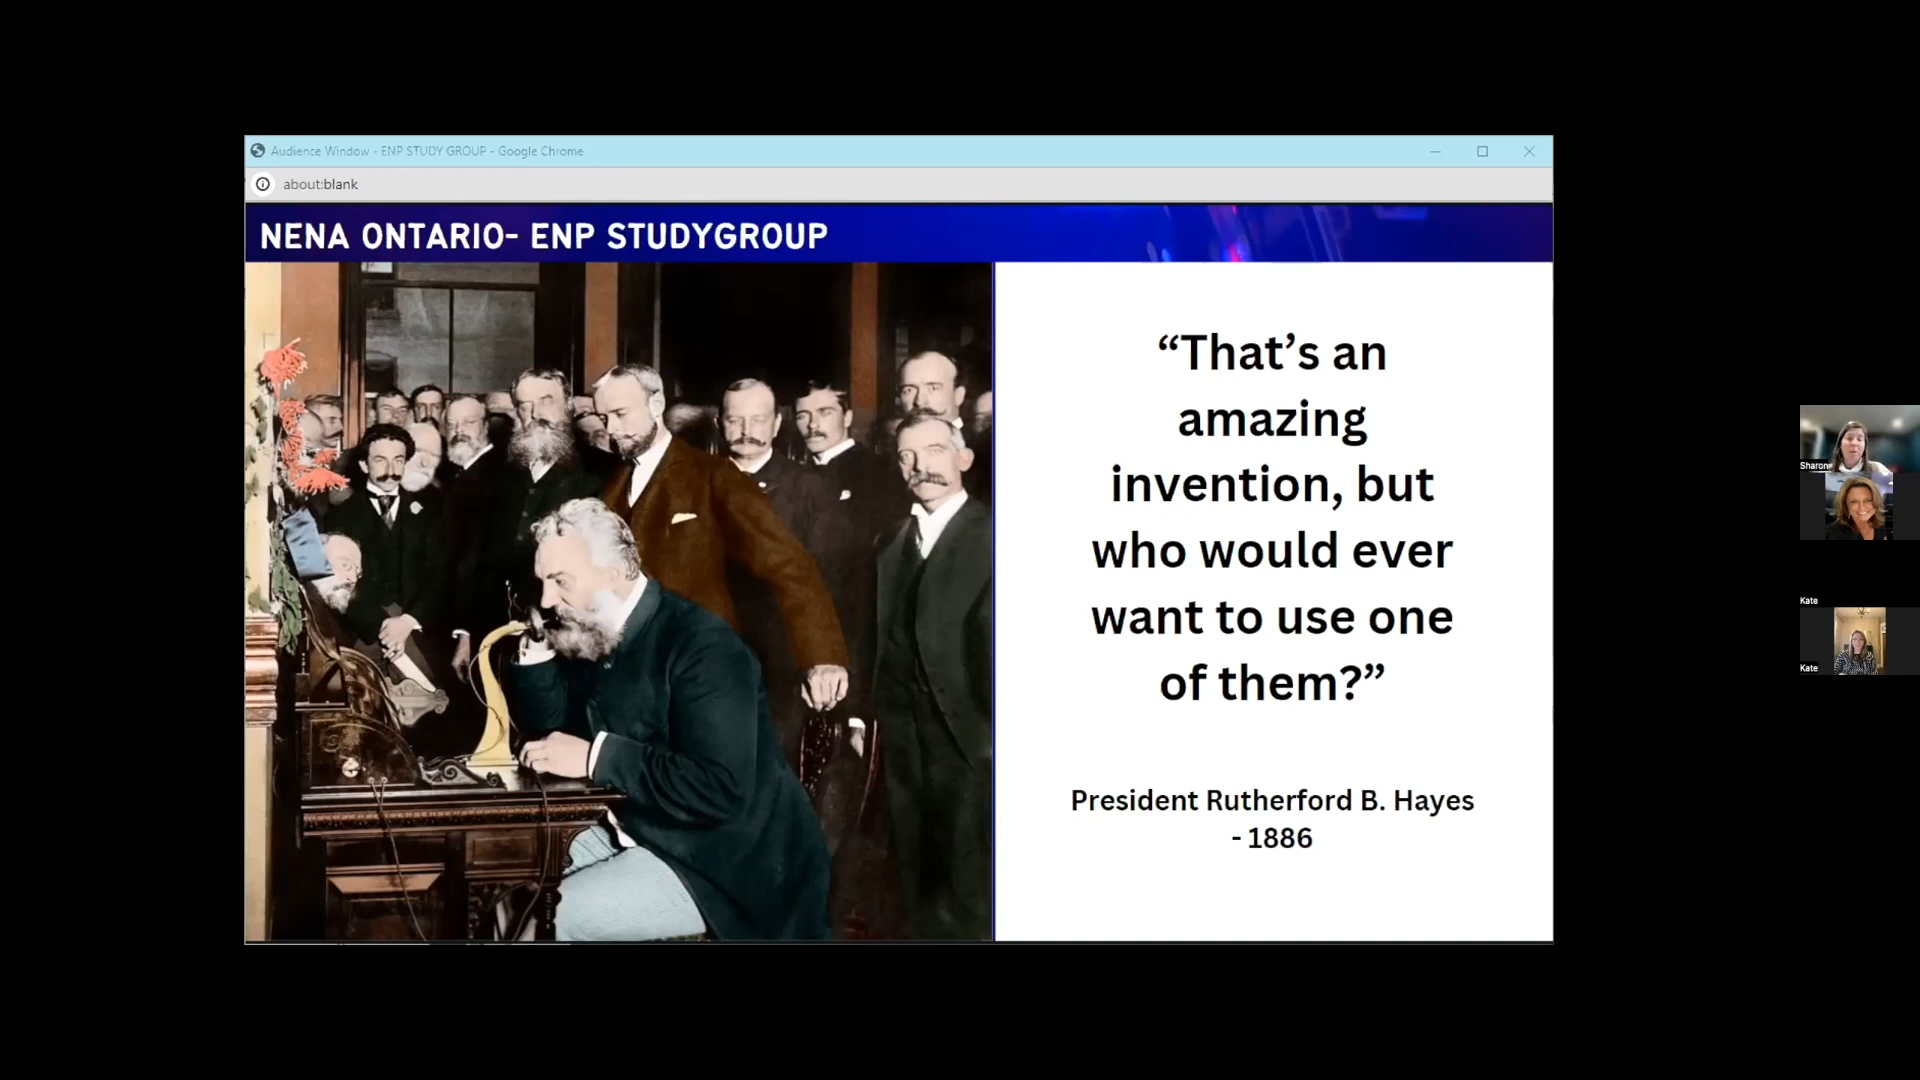 Audience Window - ENP STUDY GROUP - Google Chrome
about:blank
NENA ONTARIO- ENP STUDYGROUP
“That’s an
amazing
invention, but
who would ever
want to use one
of them?”
President Rutherford B. Hayes
- 1886
Sharon
Kate
Kate